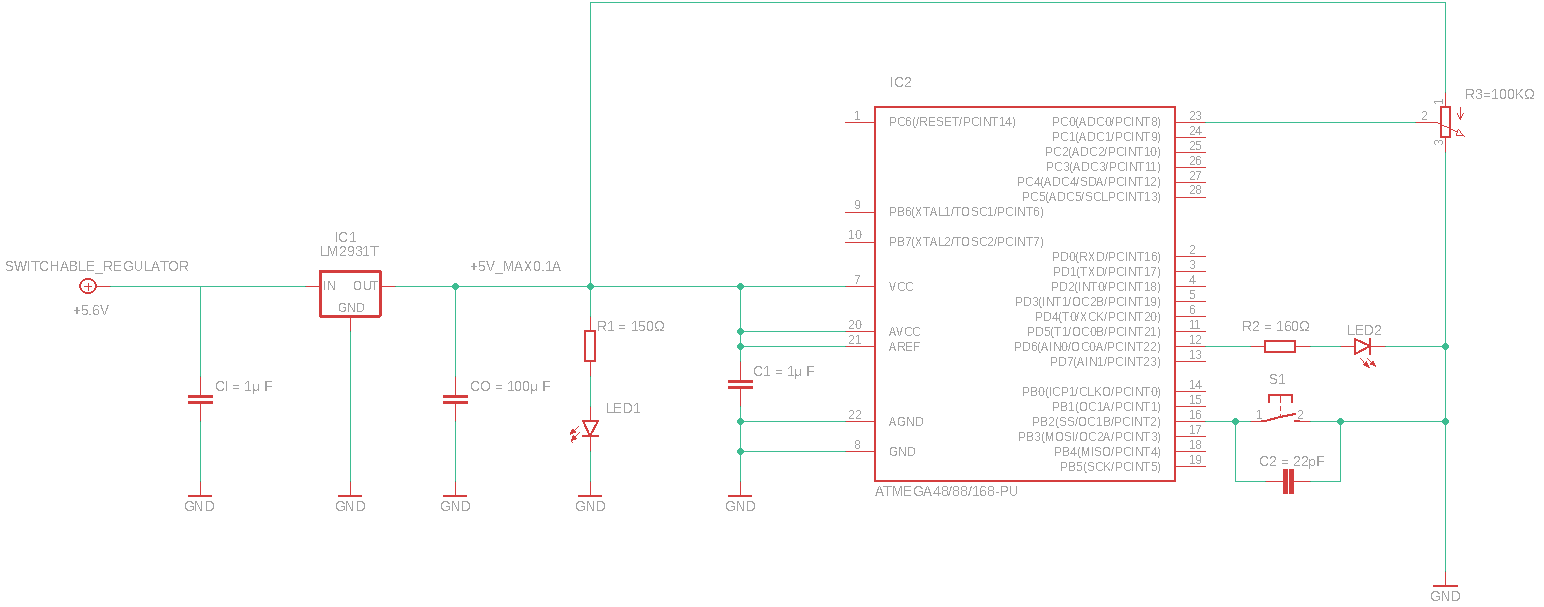 IC2
R3=100KΩ
1
2
3
1
PC6(/RESET/PCINT14)
PC0(ADC0/PCINT8)
23
PC1(ADC1/PCINT9)
24
PC2(ADC2/PCINT10)
25
PC3(ADC3/PCINT11)
26
PC4(ADC4/SDA/PCINT12)
27
PC5(ADC5/SCLPCINT13)
28
9
PB6(XTAL1/TOSC1/PCINT6)
10
PB7(XTAL2/TOSC2/PCINT7)
IC1
LM2931T
SWITCHABLE_REGULATOR
+5V_MAX0.1A
IN
OUT
GND
+5.6V
7
VCC
PD0(RXD/PCINT16)
2
PD1(TXD/PCINT17)
3
PD2(INT0/PCINT18)
4
PD3(INT1/OC2B/PCINT19)
5
PD4(T0/XCK/PCINT20)
6
20
AVCC
PD5(T1/OC0B/PCINT21)
11
21
AREF
PD6(AIN0/OC0A/PCINT22)
12
PD7(AIN1/PCINT23)
13
R1 = 150Ω
R2 = 160Ω
LED2
CI = 1µ F
CO = 100µ F
C1 = 1µ F
LED1
S1
PB0(ICP1/CLKO/PCINT0)
14
PB1(OC1A/PCINT1)
15
22
AGND
PB2(SS/OC1B/PCINT2)
16
1
2
PB3(MOSI/OC2A/PCINT3)
17
8
GND
PB4(MISO/PCINT4)
18
PB5(SCK/PCINT5)
19
C2 = 22pF
ATMEGA48/88/168-PU
GND
GND
GND
GND
GND
GND